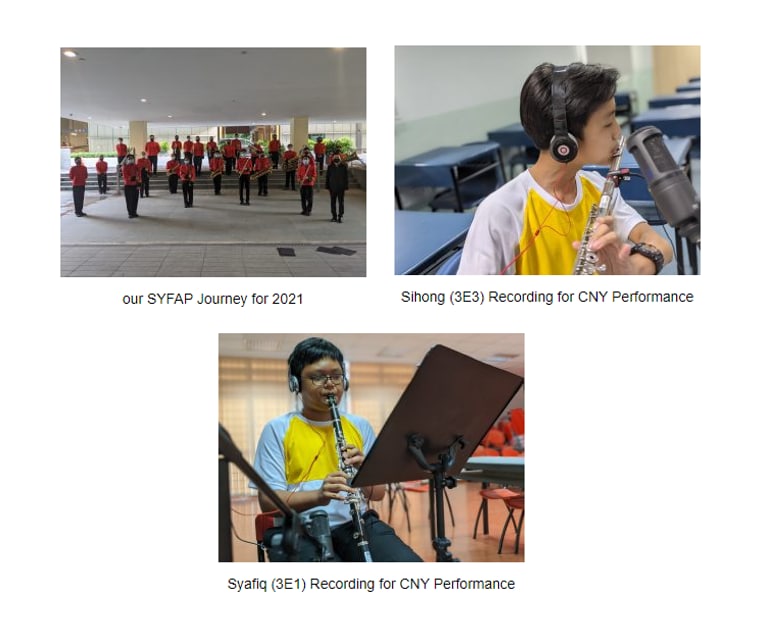 our SYFAP Journey for 2021
Sihong (3E3) Recording for CNY Performance
Syafiq (3E1) Recording for CNY Performance